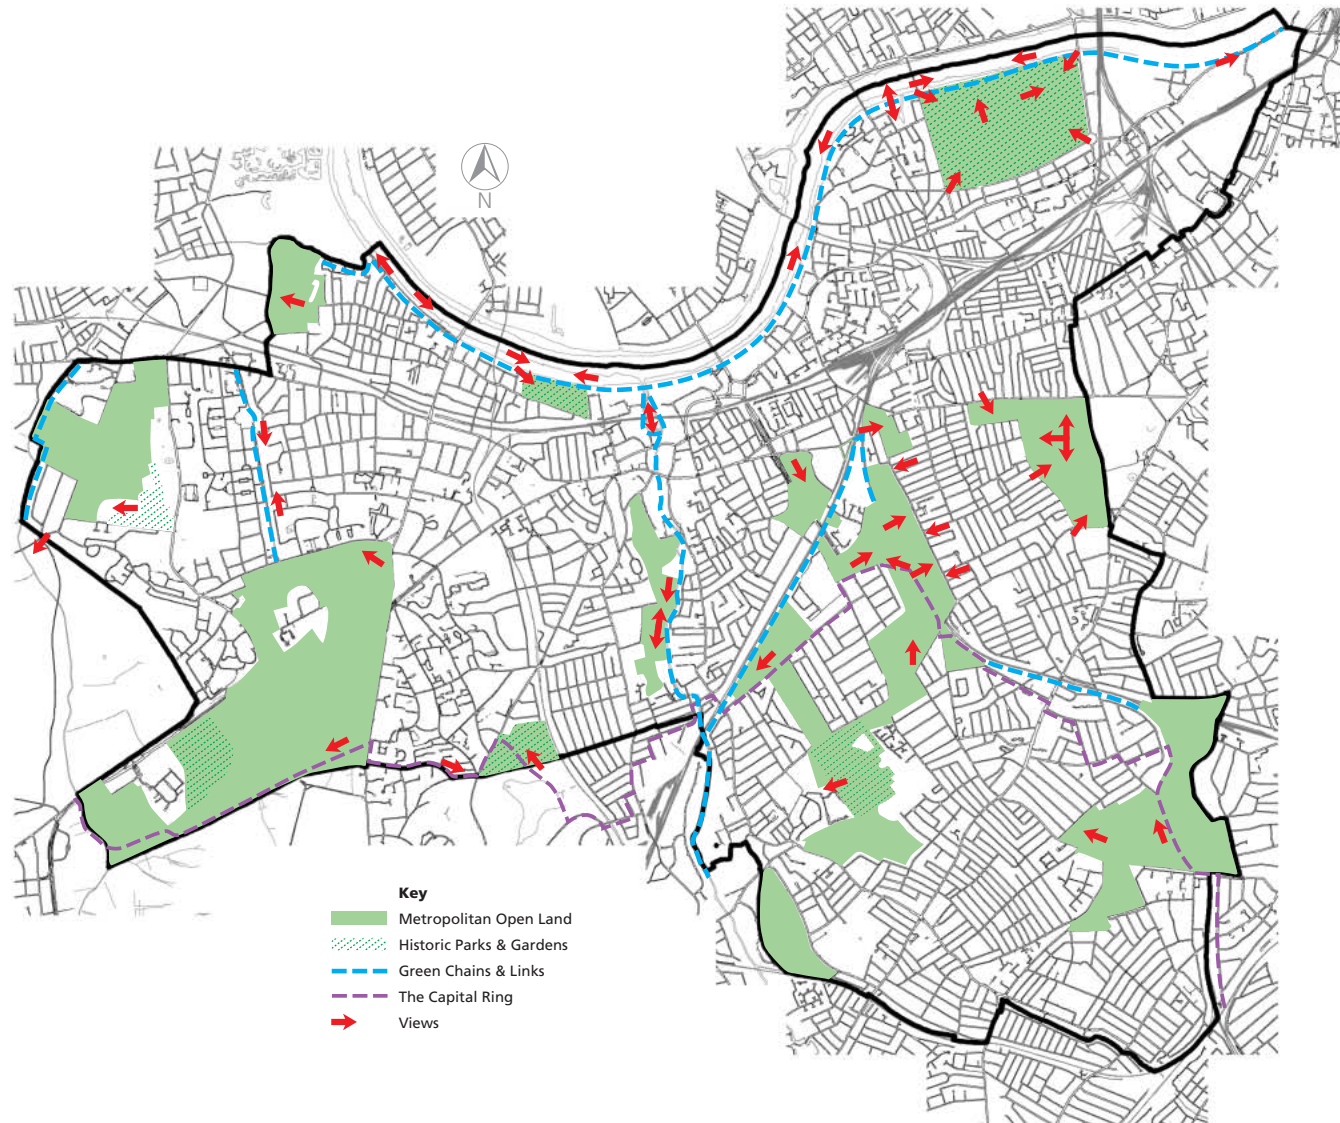 N
Key
Metropolitan Open Land
Historic Parks & Gardens
Green Chains & Links
The Capital Ring
Views